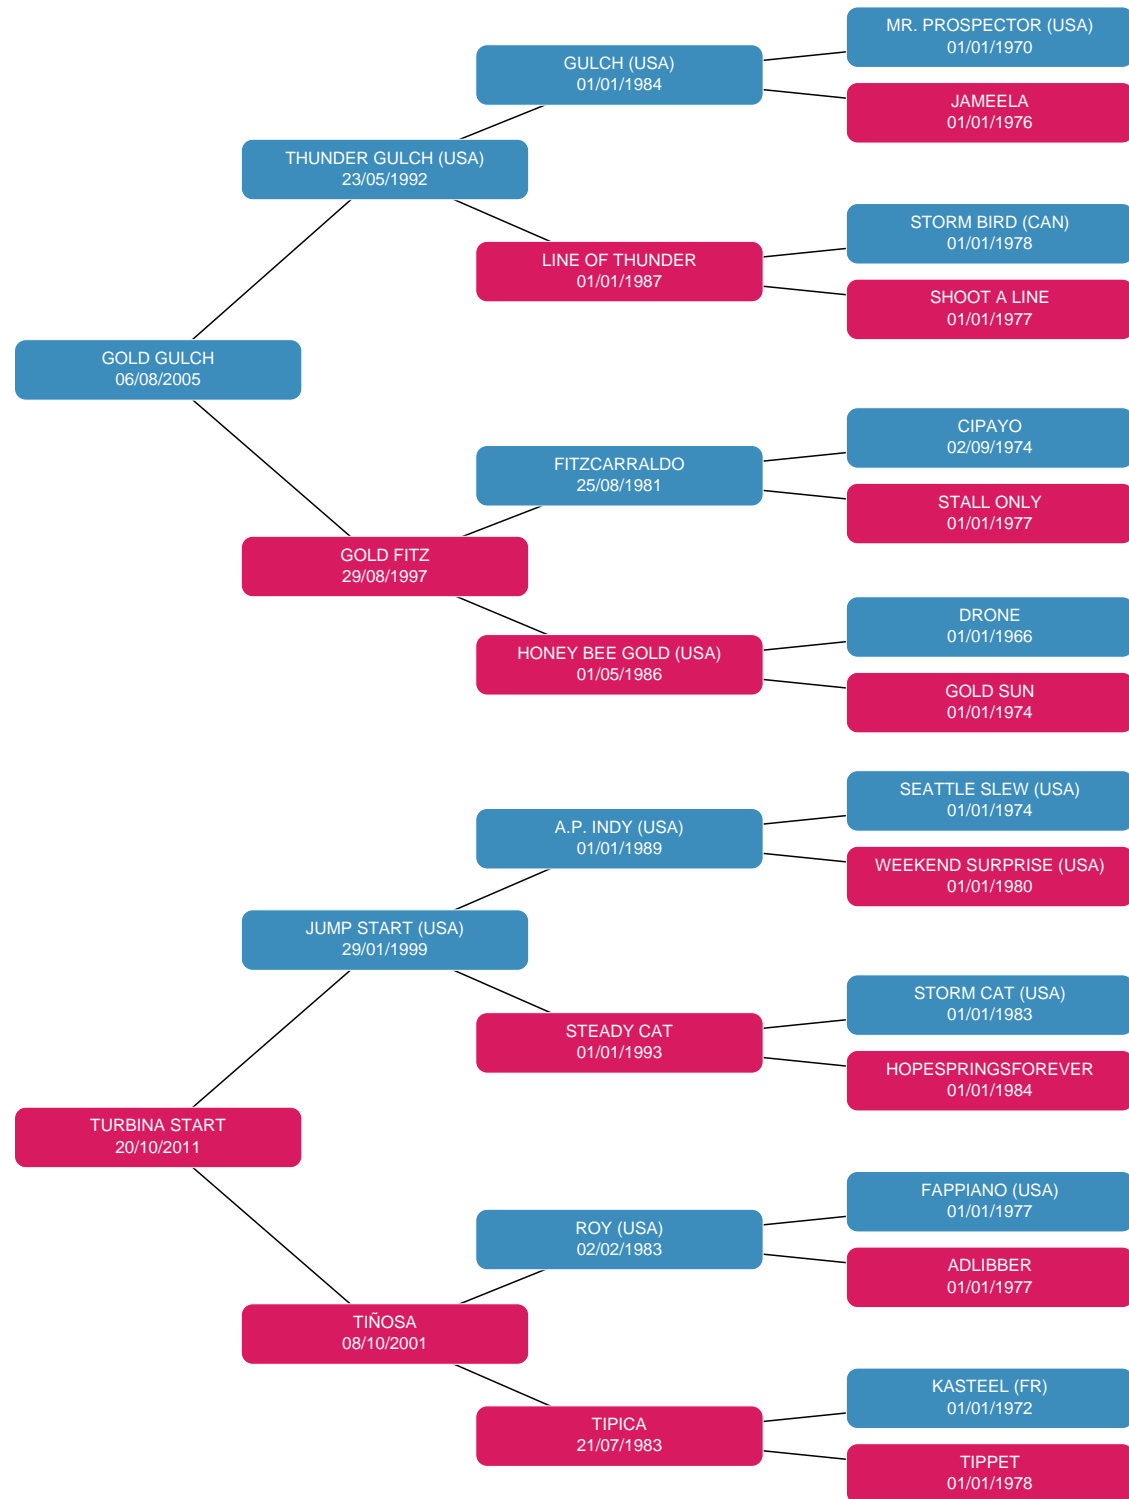 MR. PROSPECTOR (USA)
01/01/1970
GULCH (USA)
01/01/1984
JAMEELA
01/01/1976
THUNDER GULCH (USA)
23/05/1992
STORM BIRD (CAN)
01/01/1978
LINE OF THUNDER
01/01/1987
SHOOT A LINE
01/01/1977
GOLD GULCH
06/08/2005
CIPAYO
02/09/1974
FITZCARRALDO
25/08/1981
STALL ONLY
01/01/1977
GOLD FITZ
29/08/1997
DRONE
01/01/1966
HONEY BEE GOLD (USA)
01/05/1986
GOLD SUN
01/01/1974
SEATTLE SLEW (USA)
01/01/1974
A.P. INDY (USA)
01/01/1989
WEEKEND SURPRISE (USA)
01/01/1980
JUMP START (USA)
29/01/1999
STORM CAT (USA)
01/01/1983
STEADY CAT
01/01/1993
HOPESPRINGSFOREVER
01/01/1984
TURBINA START
20/10/2011
FAPPIANO (USA)
01/01/1977
ROY (USA)
02/02/1983
ADLIBBER
01/01/1977
TIÑOSA
08/10/2001
KASTEEL (FR)
01/01/1972
TIPICA
21/07/1983
TIPPET
01/01/1978